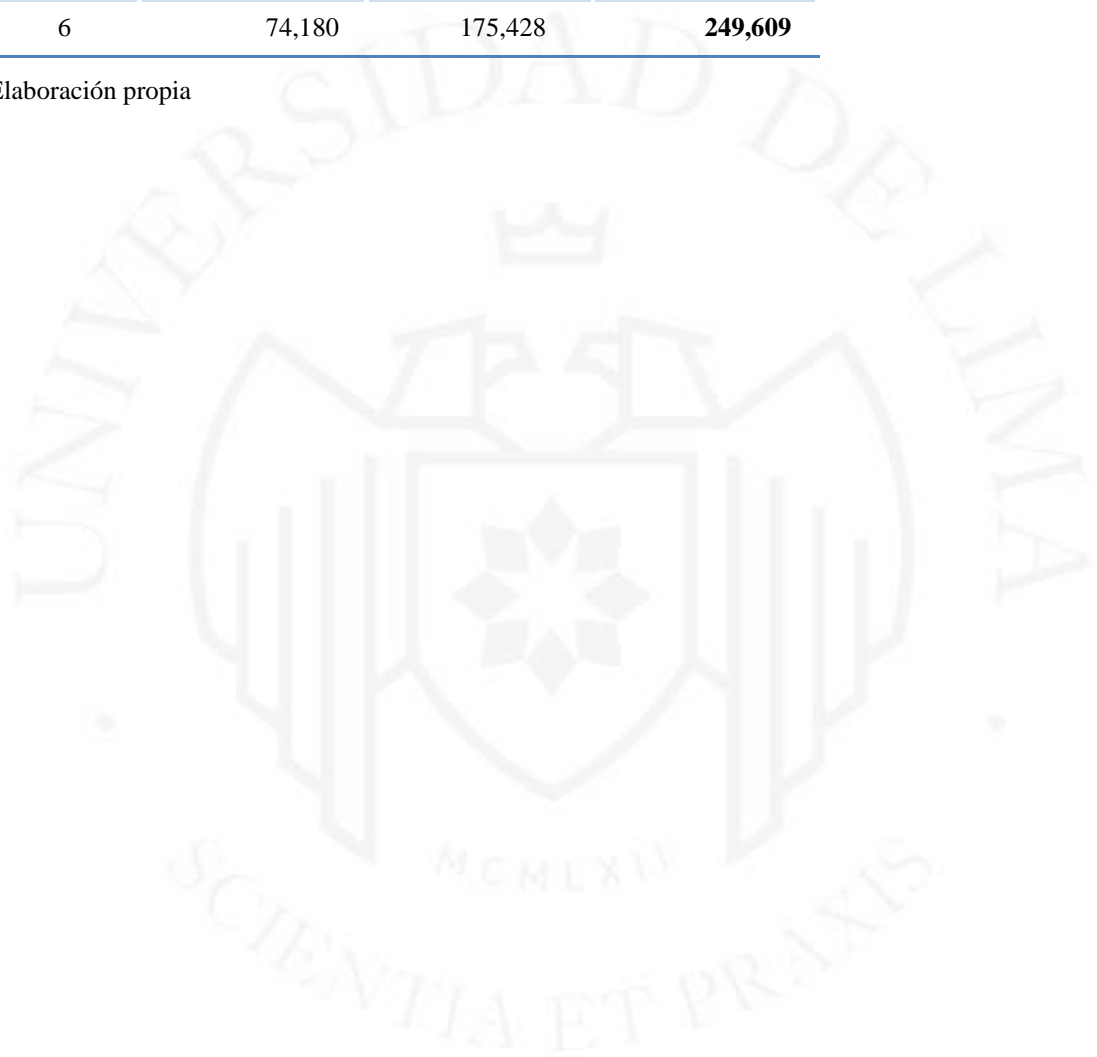 6 74,180 175,428 249,609
Elaboración propia
UNIVERSIDAD DE LIMA
MCMLXII
SCIENTIA ET PRAXIS